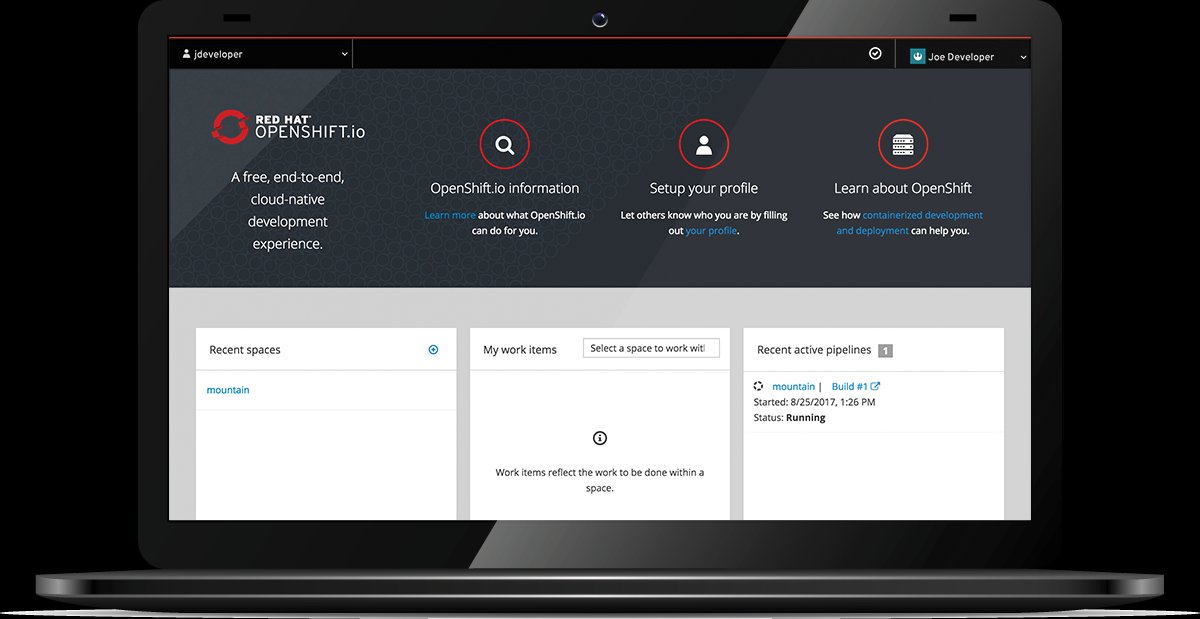 jdeveloper
Joe Developer
RED HAT®
OPENSHIFT.io
A free, end-to-end,
cloud-native
development
experience.
OpenShift.io information
Learn more about what OpenShift.io
can do for you.
Setup your profile
Let others know who you are by filling
out your profile.
Learn about OpenShift
See how containerized development
and deployment can help you.
Recent spaces
mountain
My work items
Select a space to work wit
Work items reflect the work to be done within a
space.
Recent active pipelines 1
mountain | Build #1
Started: 8/25/2017, 1:26 PM
Status: Running